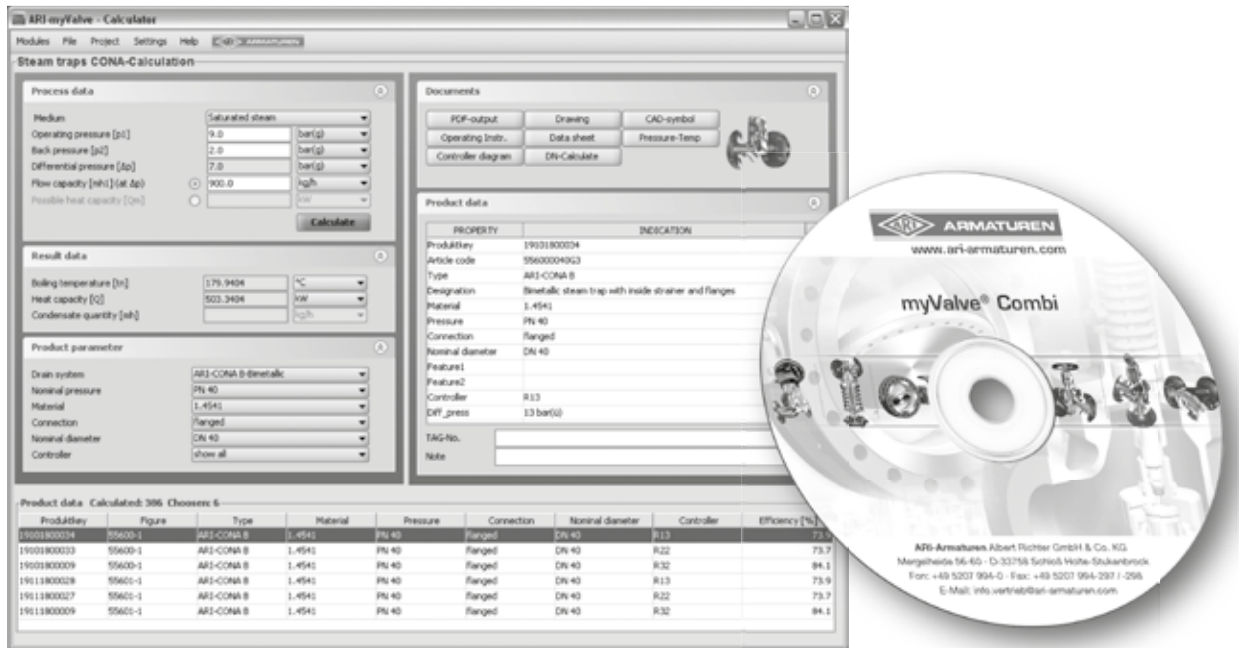 ARI-myValve - Calculator
Modules File Project Settings Help ARI ARMATUREN
Steam traps CONA-Calculation
Process data
Medium Saturated steam
Operating pressure [p1] 9.0 bar(g)
Back pressure [p2] 2.0 bar(g)
Differential pressure [Δp] 7.0 bar(g)
Flow capacity [mh1] (at Δp) 900.0 kg/h
Possible heat capacity [Qm] kW
Calculate
Result data
Boiling temperature [tn] 179.9404 °C
Heat capacity [Q] 503.3404 kW
Condensate quantity [mh] kg/h
Product parameter
Drain system ARI-CONA B-Bimetallic
Nominal pressure PN 40
Material 1.4541
Connection flanged
Nominal diameter DN 40
Controller show all
Documents
PDF-output Drawing CAD-symbol
Operating Instr. Data sheet Pressure-Temp
Controller diagram DN-Calculate
Product data
PROPERTY INDICATION
Produktkey 19101800034
Article code 556000040G3
Type ARI-CONA B
Designation Bimetallic steam trap with inside strainer and flanges
Material 1.4541
Pressure PN 40
Connection flanged
Nominal diameter DN 40
Feature1
Feature2
Controller R13
Diff_press 13 bar(ü)
TAG-No.
Note
Product data Calculated: 386 Choosen: 6
Produktkey Figure Type Material Pressure Connection Nominal diameter Controller Efficiency [%]
19101800034 55600-1 ARI-CONA B 1.4541 PN 40 flanged DN 40 R13 73.9
19101800033 55600-1 ARI-CONA B 1.4541 PN 40 flanged DN 40 R22 73.7
19101800009 55600-1 ARI-CONA B 1.4541 PN 40 flanged DN 40 R32 84.1
19111800028 55601-1 ARI-CONA B 1.4541 PN 40 flanged DN 40 R13 73.9
19111800027 55601-1 ARI-CONA B 1.4541 PN 40 flanged DN 40 R22 73.7
19111800009 55601-1 ARI-CONA B 1.4541 PN 40 flanged DN 40 R32 84.1
ARI ARMATUREN
www.ari-armaturen.com
myValve® Combi
ARI-Armaturen Albert Richter GmbH & Co. KG
Mergelheide 56-60 · D-33758 Schloß Holte-Stukenbrock
Fon: +49 5207 994-0 · Fax: +49 5207 994-297 / -298
E-Mail: info.vertrieb@ari-armaturen.com